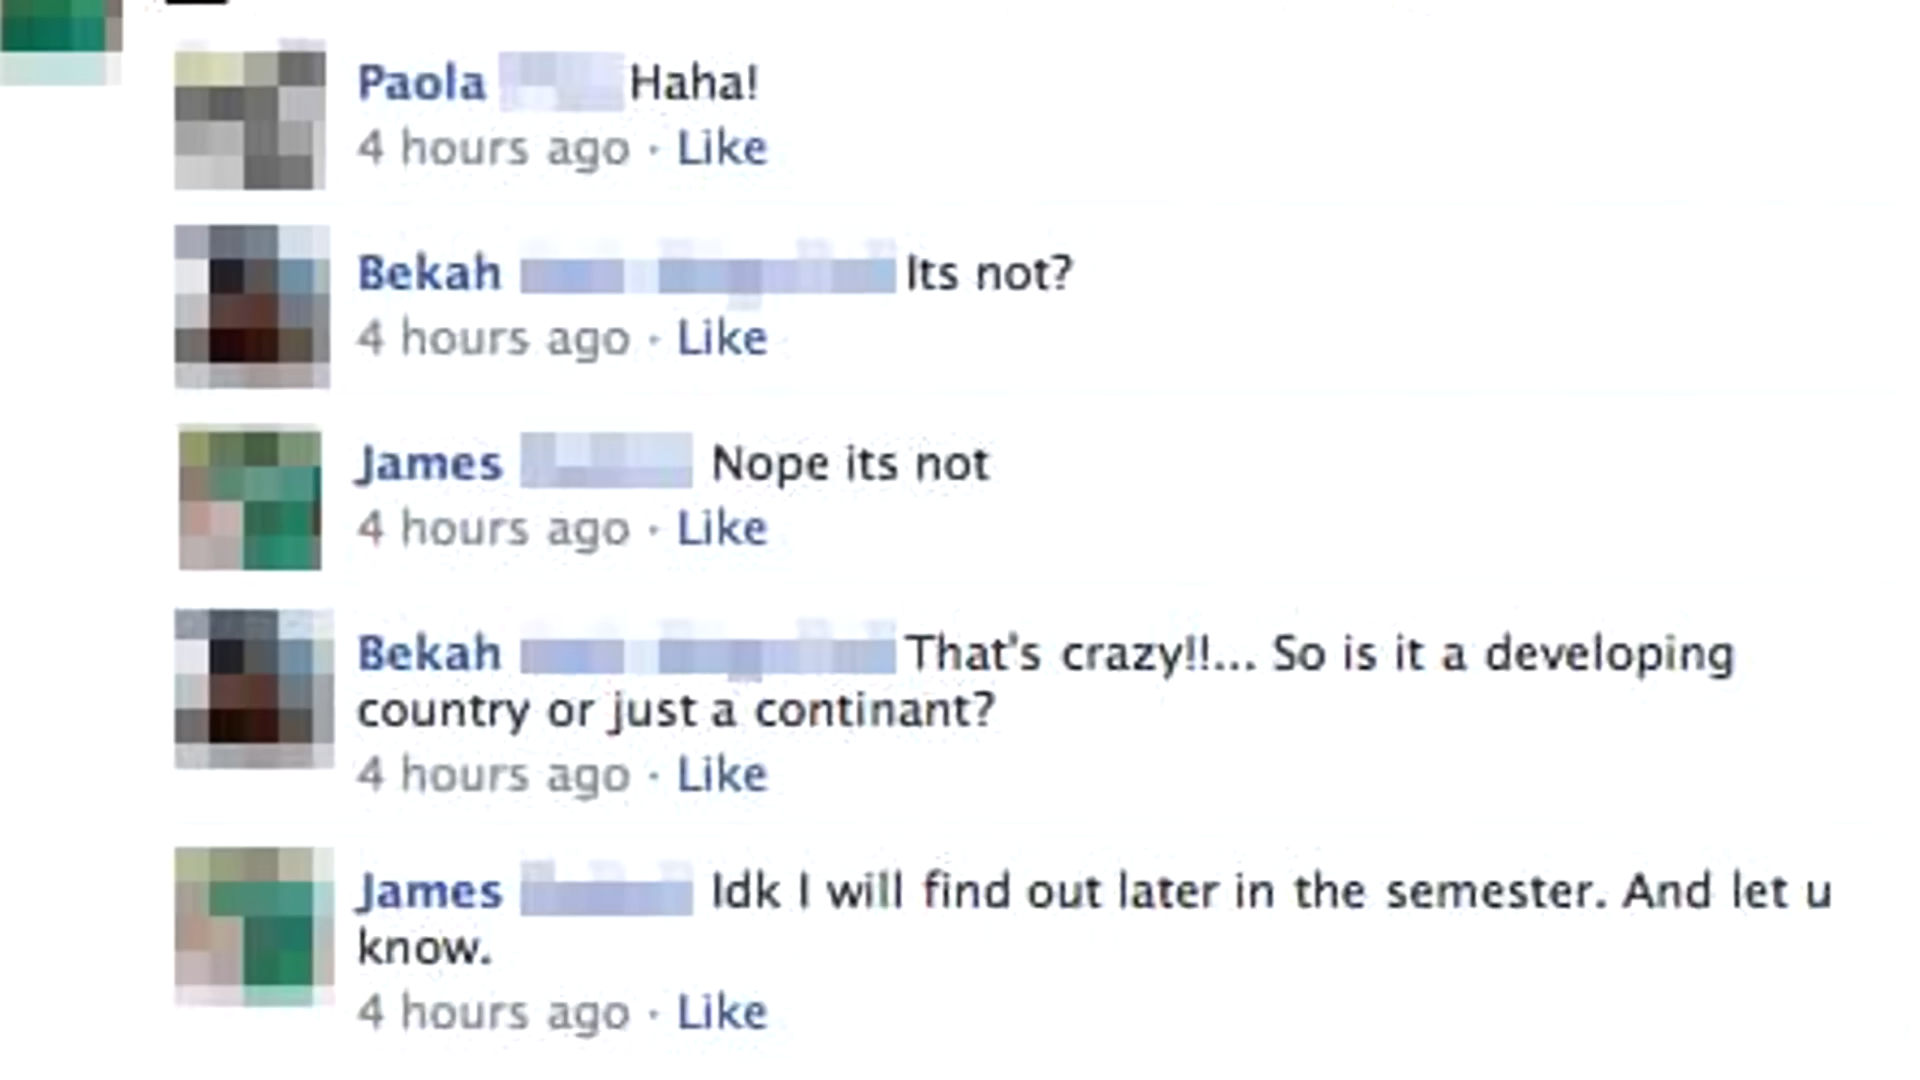 Paola Haha!
4 hours ago · Like
Bekah Its not?
4 hours ago · Like
James Nope its not
4 hours ago · Like
Bekah That's crazy!!... So is it a developing
country or just a continant?
4 hours ago · Like
James Idk I will find out later in the semester. And let u
know.
4 hours ago · Like